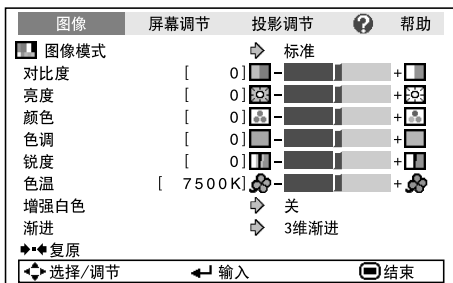 图像 屏幕调节 投影调节 ? 帮助
图像模式 标准
对比度 [ 0] - +
亮度 [ 0] - +
颜色 [ 0] - +
色调 [ 0] - +
锐度 [ 0] - +
色温 [ 7500K] - +
增强白色 关
渐进 3维渐进
复原
选择/调节 输入 结束